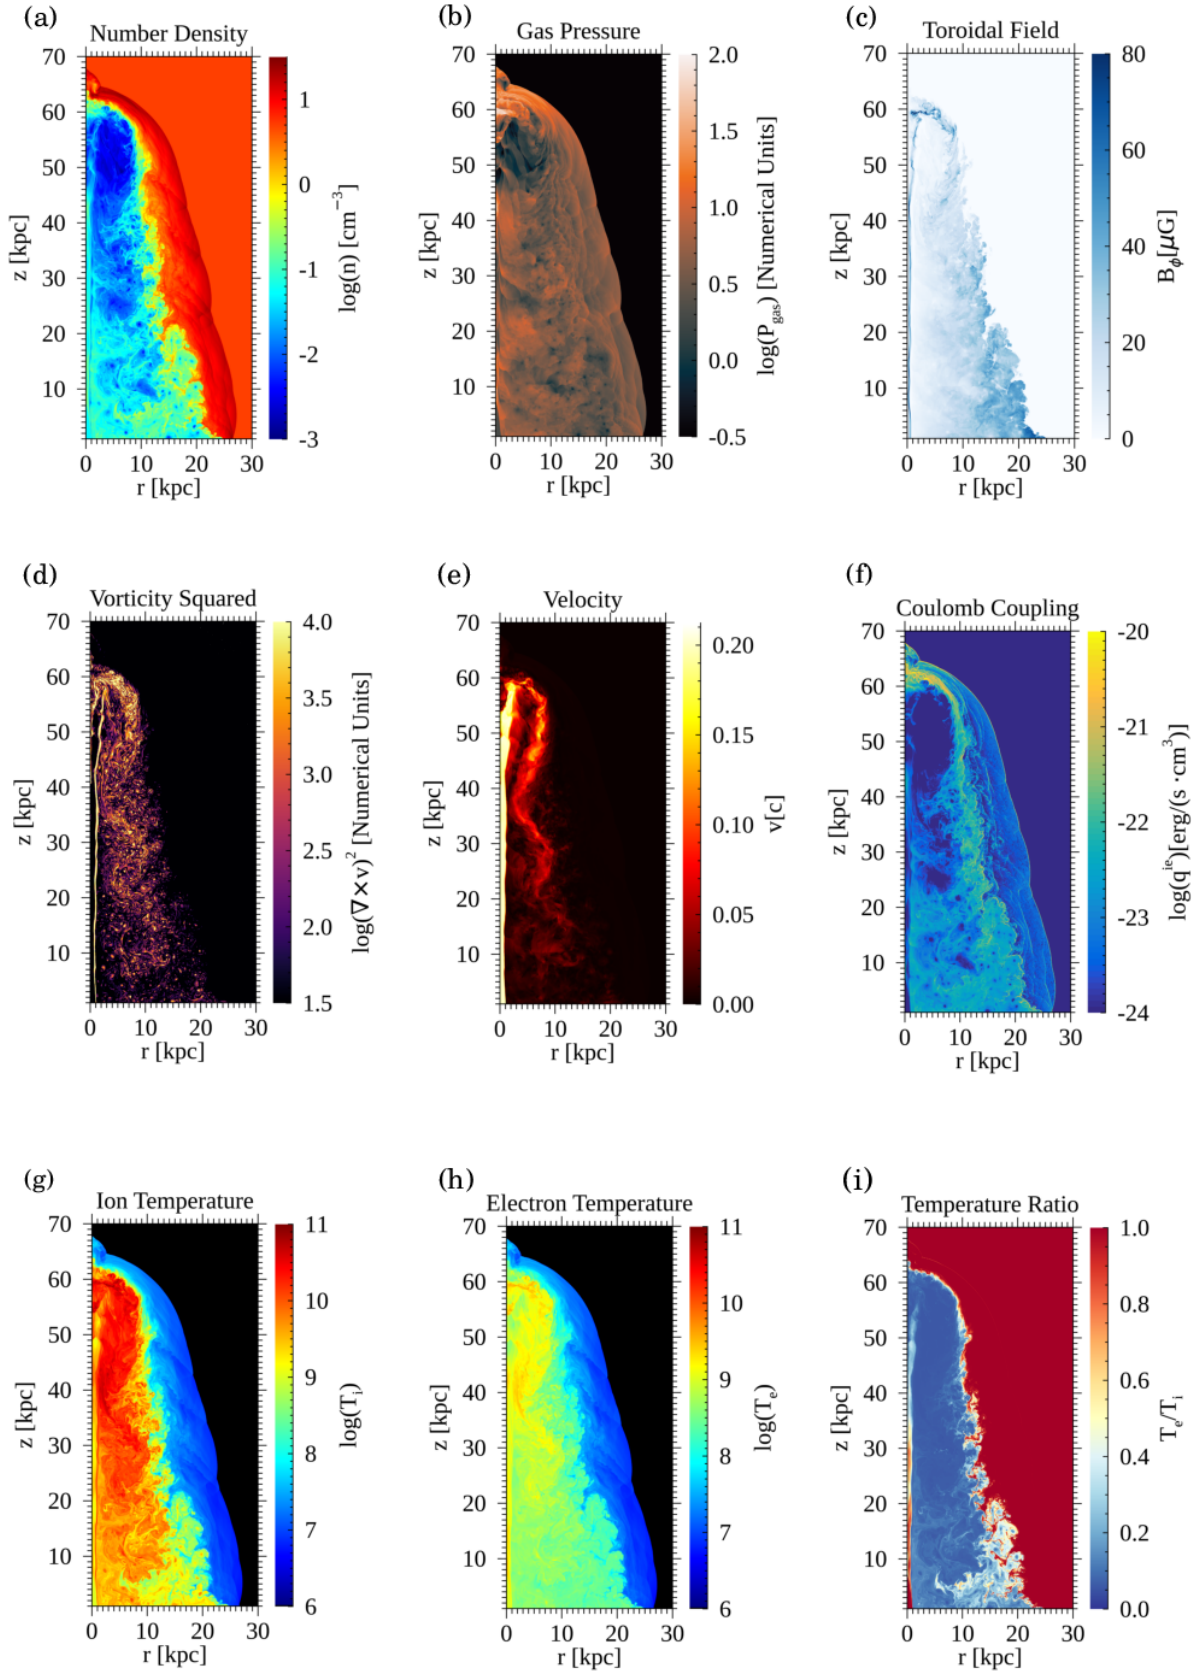 (a)
Number Density
70
60
50
40
30
20
10
z [kpc]
0 10 20 30
r [kpc]
1
0
-1
-2
-3
log(n) [cm⁻³]
(b)
Gas Pressure
70
60
50
40
30
20
10
z [kpc]
0 10 20 30
r [kpc]
2.0
1.5
1.0
0.5
0.0
-0.5
log(P_gas) [Numerical Units]
(c)
Toroidal Field
70
60
50
40
30
20
10
z [kpc]
0 10 20 30
r [kpc]
80
60
40
20
0
B_ϕ[μG]
(d)
Vorticity Squared
70
60
50
40
30
20
10
z [kpc]
0 10 20 30
r [kpc]
4.0
3.5
3.0
2.5
2.0
1.5
log(∇×v)² [Numerical Units]
(e)
Velocity
70
60
50
40
30
20
10
z [kpc]
0 10 20 30
r [kpc]
0.20
0.15
0.10
0.05
0.00
v[c]
(f)
Coulomb Coupling
70
60
50
40
30
20
10
z [kpc]
0 10 20 30
r [kpc]
-20
-21
-22
-23
-24
log(q^ie)[erg/(s ·cm³)]
(g)
Ion Temperature
70
60
50
40
30
20
10
z [kpc]
0 10 20 30
r [kpc]
11
10
9
8
7
6
log(T_i)
(h)
Electron Temperature
70
60
50
40
30
20
10
z [kpc]
0 10 20 30
r [kpc]
11
10
9
8
7
6
log(T_e)
(i)
Temperature Ratio
70
60
50
40
30
20
10
z [kpc]
0 10 20 30
r [kpc]
1.0
0.8
0.6
0.4
0.2
0.0
T_e/T_i